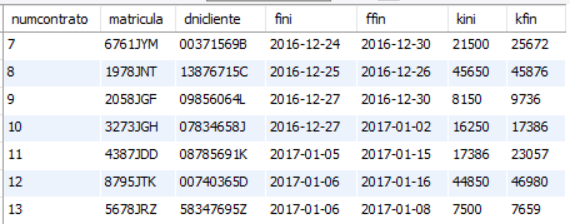 numcontrato matricula dnicliente fini ffin kini kfin
7 6761JYM 00371569B 2016-12-24 2016-12-30 21500 25672
8 1978JNT 13876715C 2016-12-25 2016-12-26 45650 45876
9 2058JGF 09856064L 2016-12-27 2016-12-30 8150 9736
10 3273JGH 07834658J 2016-12-27 2017-01-02 16250 17386
11 4387JDD 08785691K 2017-01-05 2017-01-15 17386 23057
12 8795JTK 00740365D 2017-01-06 2017-01-16 44850 46980
13 5678JRZ 58347695Z 2017-01-06 2017-01-08 7500 7659